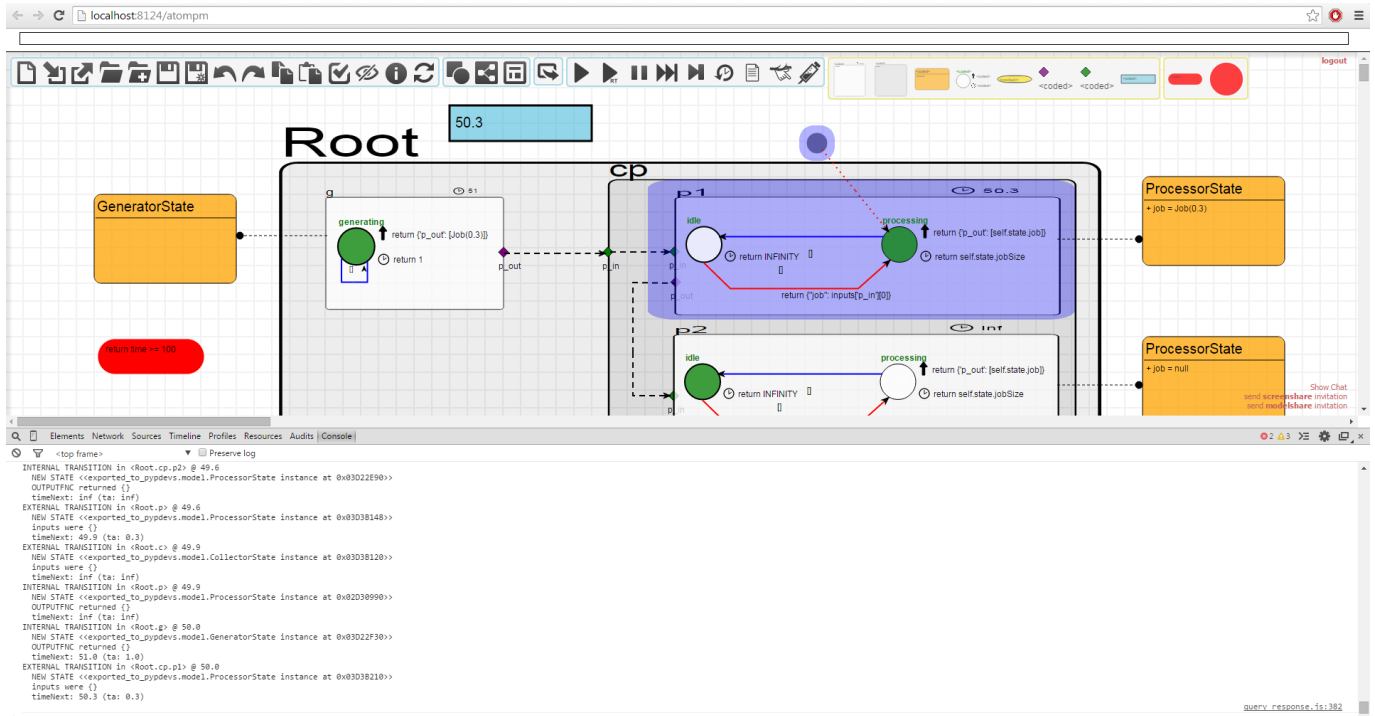 localhost:8124/atompm
logout
RT
<coded> <coded>
50.3
Root
cp
g
51
p1
50.3
GeneratorState
ProcessorState
+ job = Job(0.3)
generating
return {'p_out': [Job(0.3)]}
return 1
[]
p_out
p_in
idle
processing
return {'p_out': [self.state.job]}
return INFINITY
[]
return self.state.jobSize
[]
p_in
p_out
return {"job": inputs['p_in'][0]}
p2
inf
return time >= 100
ProcessorState
+ job = null
idle
processing
return {'p_out': [self.state.job]}
return INFINITY
[]
return self.state.jobSize
[]
p_in
Show Chat
send screenshare invitation
send modelshare invitation
Elements Network Sources Timeline Profiles Resources Audits Console
2 3
<top frame> Preserve log
INTERNAL TRANSITION in <Root.cp.p2> @ 49.6
NEW STATE <<exported_to_pypdevs.model.ProcessorState instance at 0x03D22E90>>
OUTPUTFNC returned {}
timeNext: inf (ta: inf)
EXTERNAL TRANSITION in <Root.p> @ 49.6
NEW STATE <<exported_to_pypdevs.model.ProcessorState instance at 0x03D3B148>>
inputs were {}
timeNext: 49.9 (ta: 0.3)
EXTERNAL TRANSITION in <Root.c> @ 49.9
NEW STATE <<exported_to_pypdevs.model.CollectorState instance at 0x03D3B120>>
inputs were {}
timeNext: inf (ta: inf)
INTERNAL TRANSITION in <Root.p> @ 49.9
NEW STATE <<exported_to_pypdevs.model.ProcessorState instance at 0x02D30990>>
OUTPUTFNC returned {}
timeNext: inf (ta: inf)
INTERNAL TRANSITION in <Root.g> @ 50.0
NEW STATE <<exported_to_pypdevs.model.GeneratorState instance at 0x03D22F30>>
OUTPUTFNC returned {}
timeNext: 51.0 (ta: 1.0)
EXTERNAL TRANSITION in <Root.cp.p1> @ 50.0
NEW STATE <<exported_to_pypdevs.model.ProcessorState instance at 0x03D3B210>>
inputs were {}
timeNext: 50.3 (ta: 0.3)
query_response.js:382